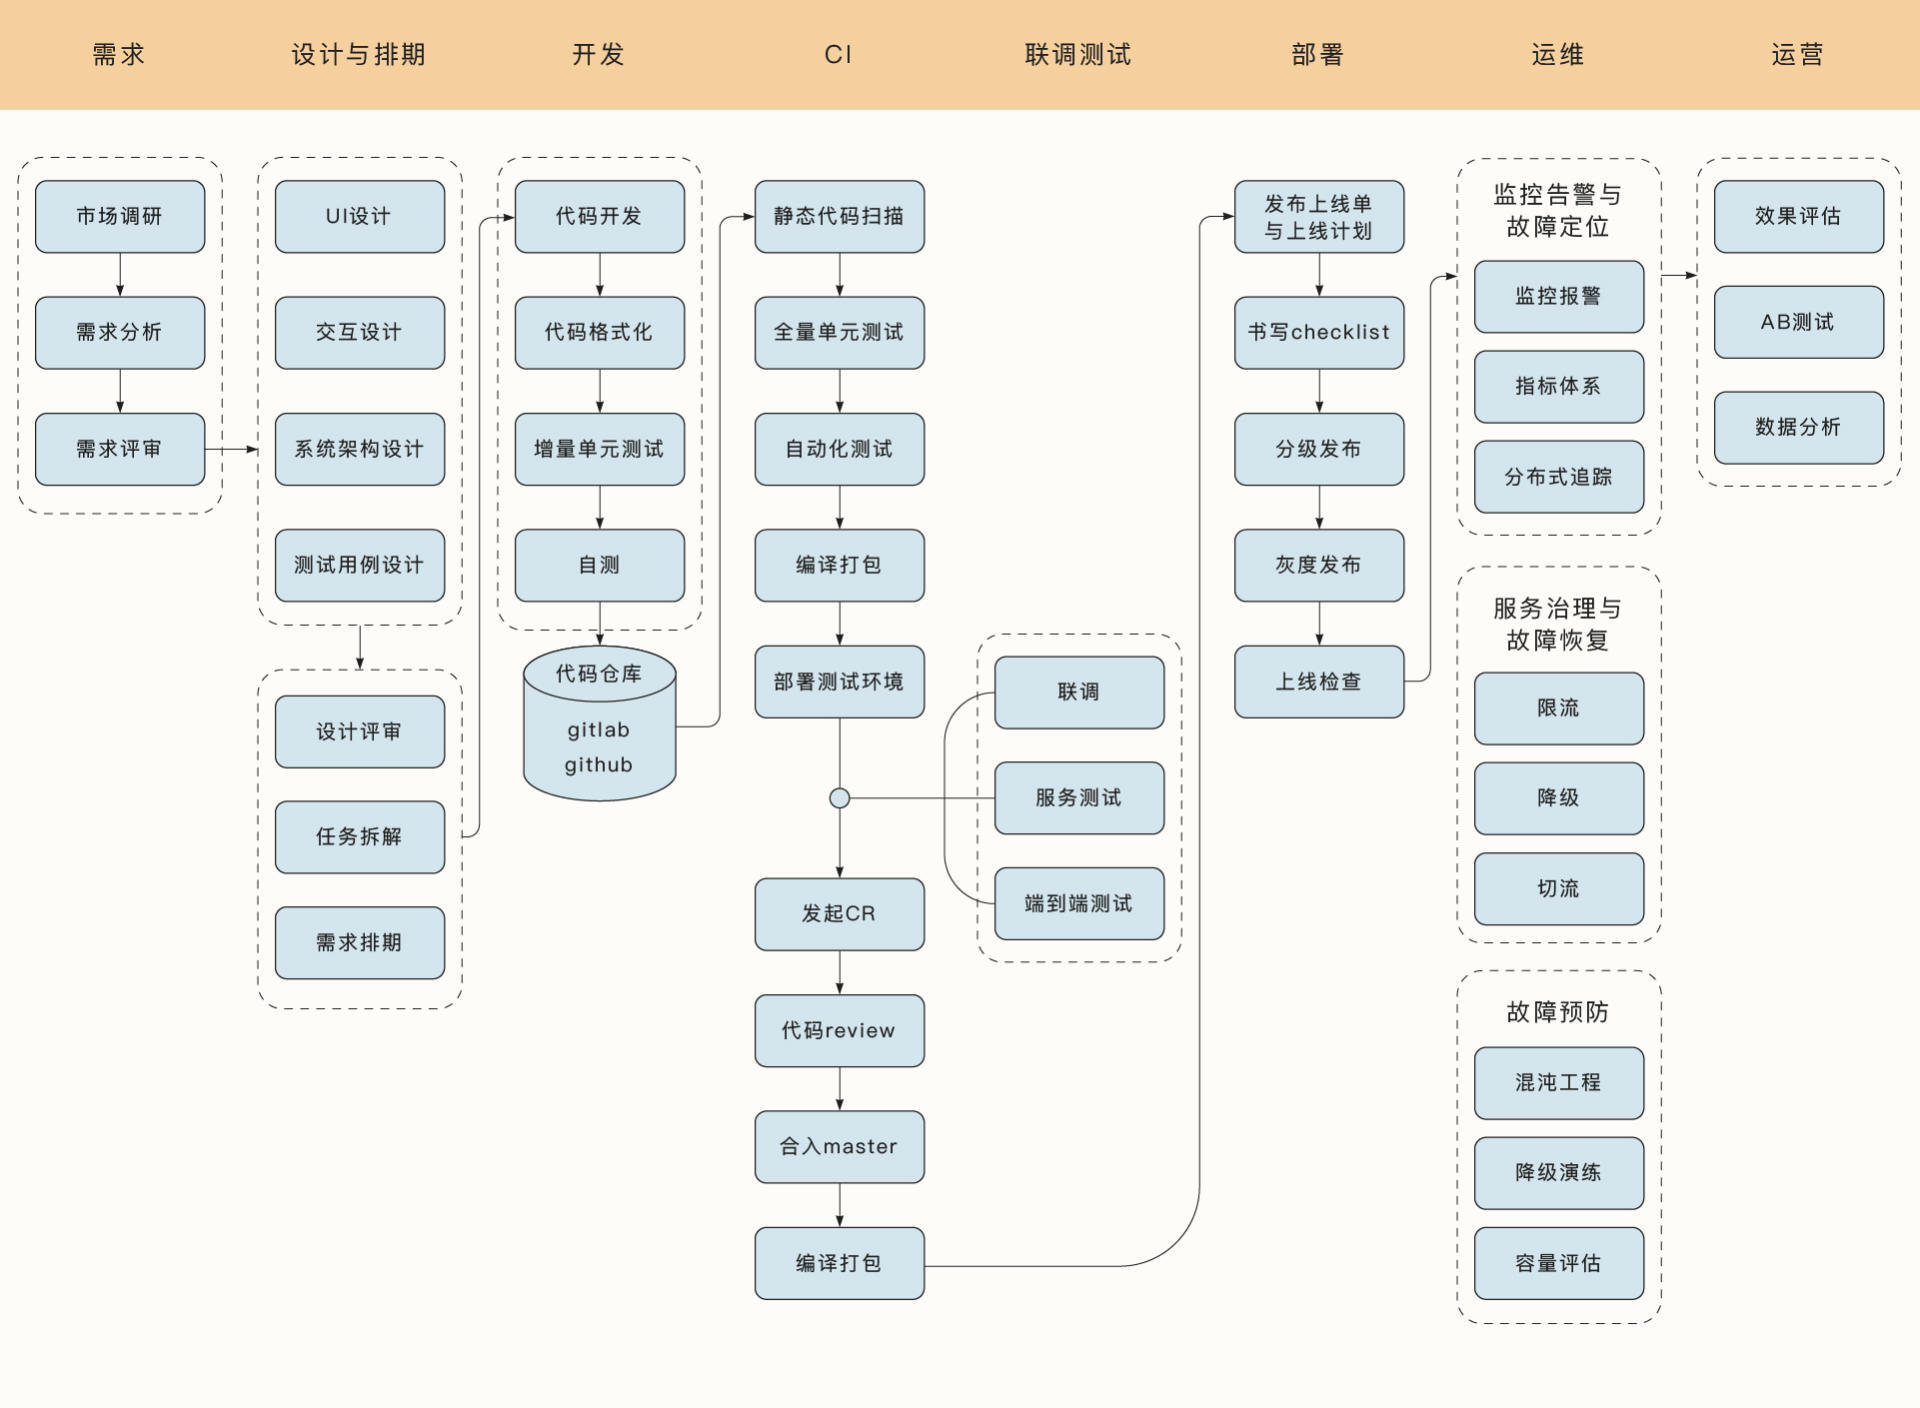 需求
设计与排期
开发
CI
联调测试
部署
运维
运营
市场调研
需求分析
需求评审
UI设计
交互设计
系统架构设计
测试用例设计
设计评审
任务拆解
需求排期
代码开发
代码格式化
增量单元测试
自测
代码仓库
gitlab
github
静态代码扫描
全量单元测试
自动化测试
编译打包
部署测试环境
发起CR
代码review
合入master
编译打包
联调
服务测试
端到端测试
发布上线单
与上线计划
书写checklist
分级发布
灰度发布
上线检查
监控告警与
故障定位
监控报警
指标体系
分布式追踪
服务治理与
故障恢复
限流
降级
切流
故障预防
混沌工程
降级演练
容量评估
效果评估
AB测试
数据分析